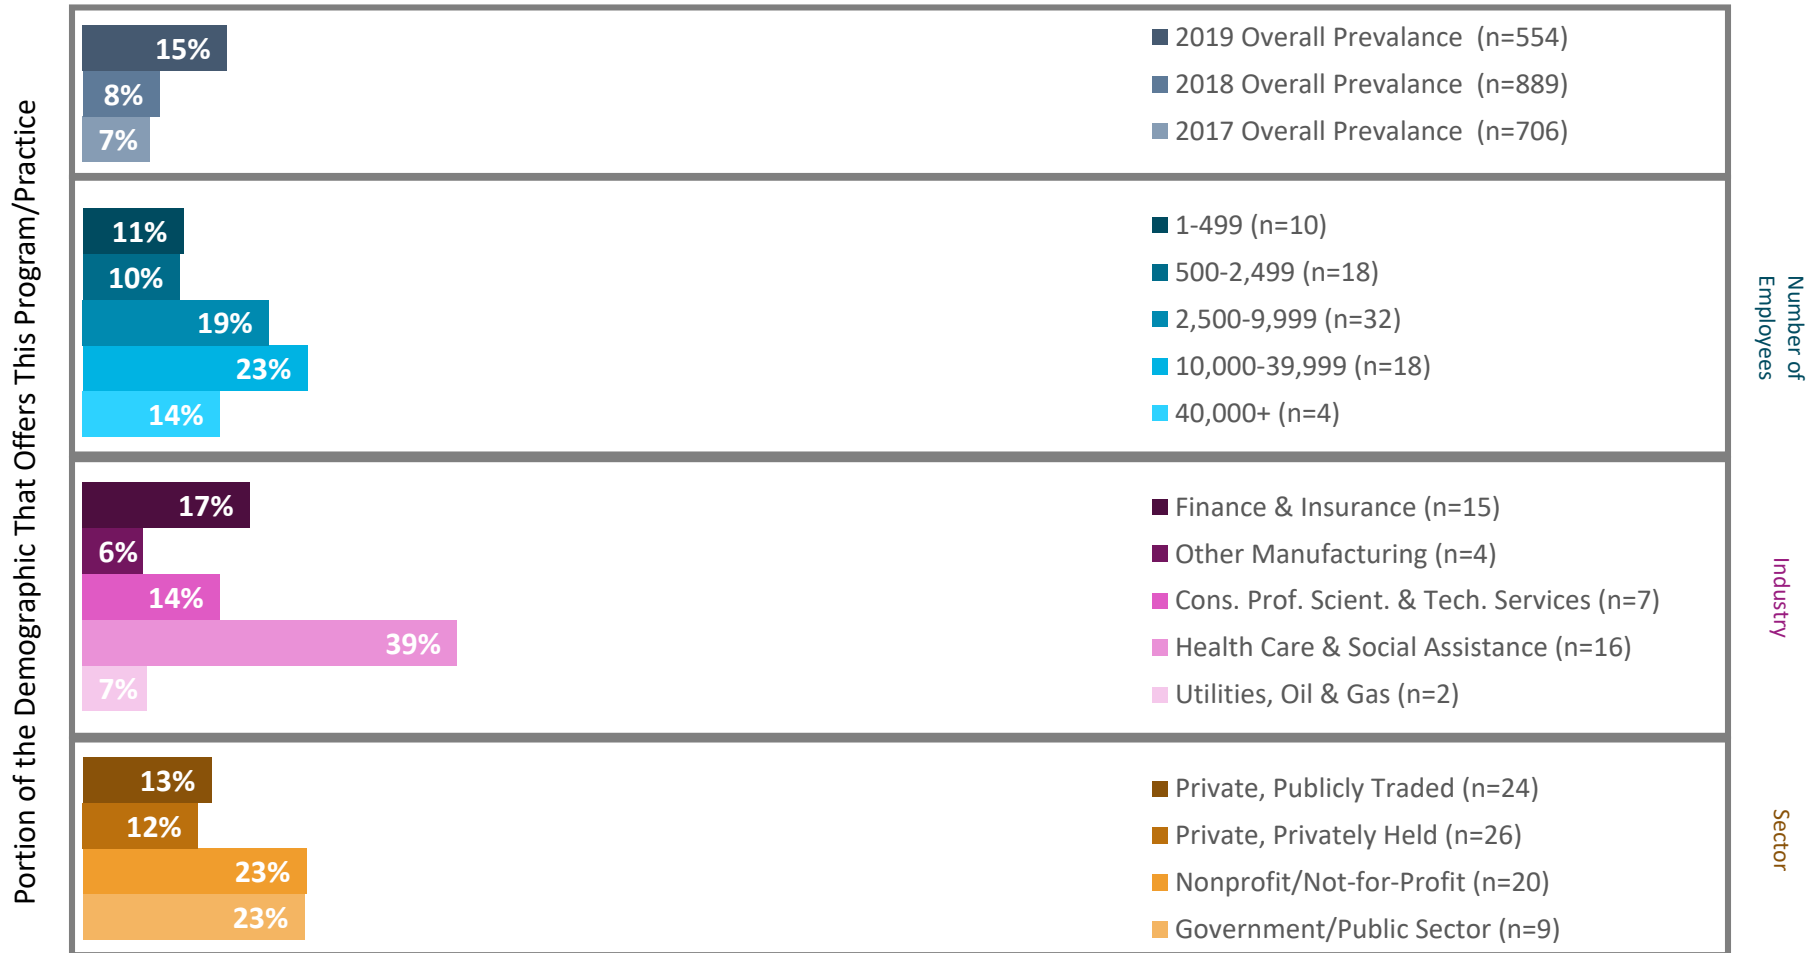 Portion of the Demographic That Offers This Program/Practice
15%
8%
7%
2019 Overall Prevalance (n=554)
2018 Overall Prevalance (n=889)
2017 Overall Prevalance (n=706)
11%
10%
19%
23%
14%
1-499 (n=10)
500-2,499 (n=18)
2,500-9,999 (n=32)
10,000-39,999 (n=18)
40,000+ (n=4)
Number of
Employees
17%
6%
14%
39%
7%
Finance & Insurance (n=15)
Other Manufacturing (n=4)
Cons. Prof. Scient. & Tech. Services (n=7)
Health Care & Social Assistance (n=16)
Utilities, Oil & Gas (n=2)
Industry
13%
12%
23%
23%
Private, Publicly Traded (n=24)
Private, Privately Held (n=26)
Nonprofit/Not-for-Profit (n=20)
Government/Public Sector (n=9)
Sector